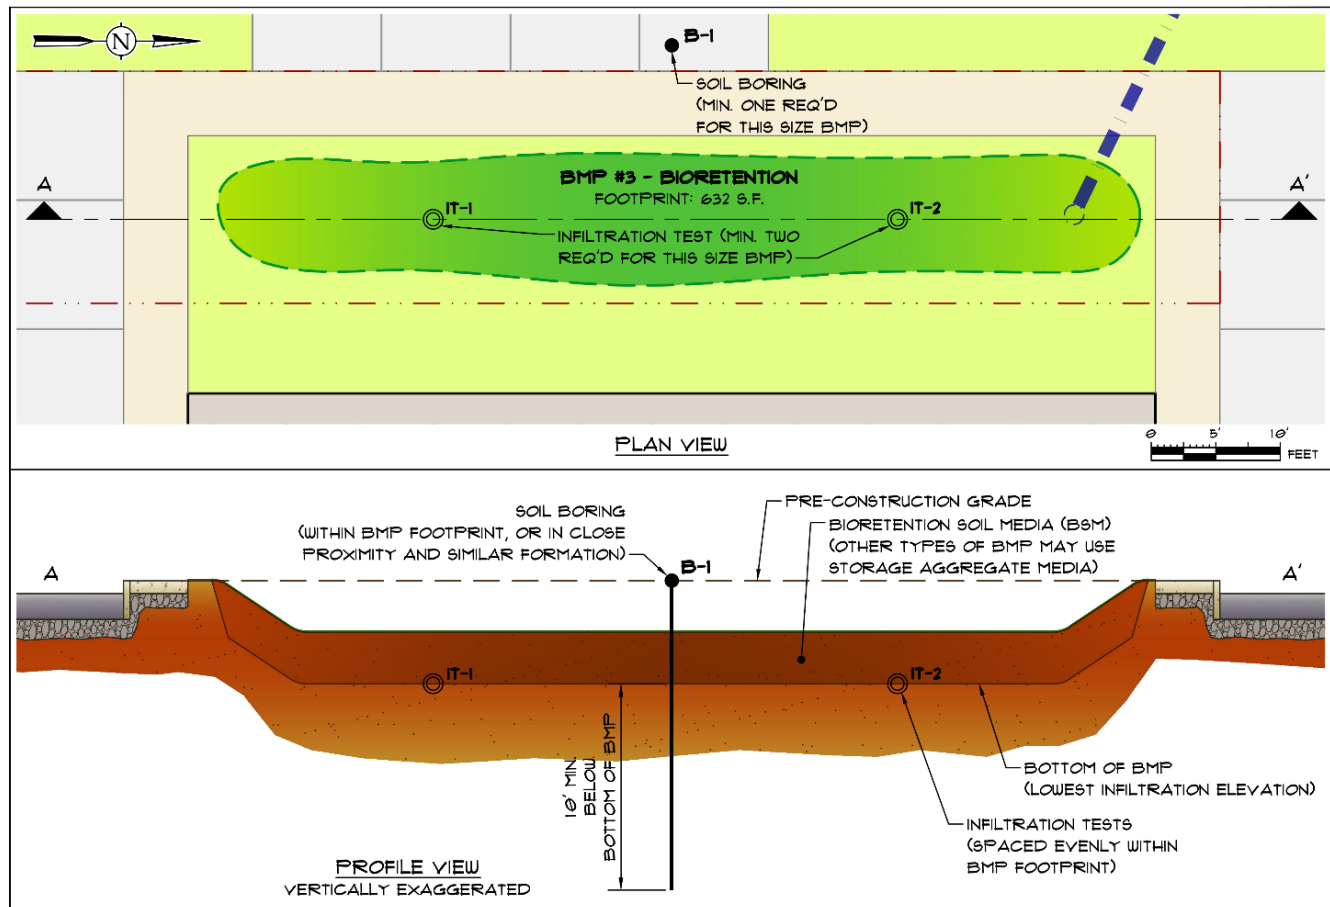 N
B-1
SOIL BORING
(MIN. ONE REQ'D
FOR THIS SIZE BMP)
A
BMP #3 - BIORETENTION
FOOTPRINT: 632 S.F.
A'
IT-1
IT-2
INFILTRATION TEST (MIN. TWO
REQ'D FOR THIS SIZE BMP)
PLAN VIEW
0 5' 10'
FEET
SOIL BORING
(WITHIN BMP FOOTPRINT, OR IN CLOSE
PROXIMITY AND SIMILAR FORMATION)
B-1
PRE-CONSTRUCTION GRADE
BIORETENTION SOIL MEDIA (BSM)
(OTHER TYPES OF BMP MAY USE
STORAGE AGGREGATE MEDIA)
A
A'
IT-1
IT-2
10' MIN.
BELOW
BOTTOM OF BMP
BOTTOM OF BMP
(LOWEST INFILTRATION ELEVATION)
INFILTRATION TESTS
(SPACED EVENLY WITHIN
BMP FOOTPRINT)
PROFILE VIEW
VERTICALLY EXAGGERATED